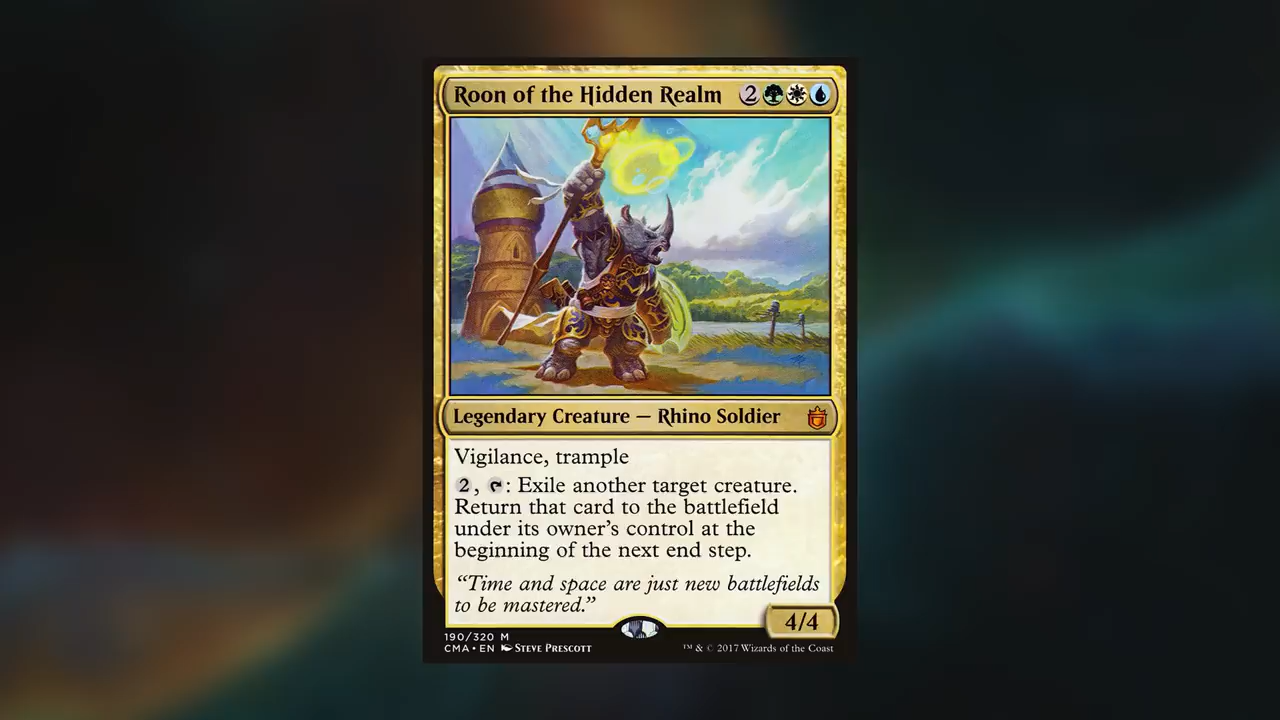 Roon of the Hidden Realm 2
Legendary Creature — Rhino Soldier
Vigilance, trample
2, : Exile another target creature.
Return that card to the battlefield
under its owner’s control at the
beginning of the next end step.
“Time and space are just new battlefields
to be mastered.”
4/4
190/320 M
CMA • EN Steve Prescott
™ & © 2017 Wizards of the Coast